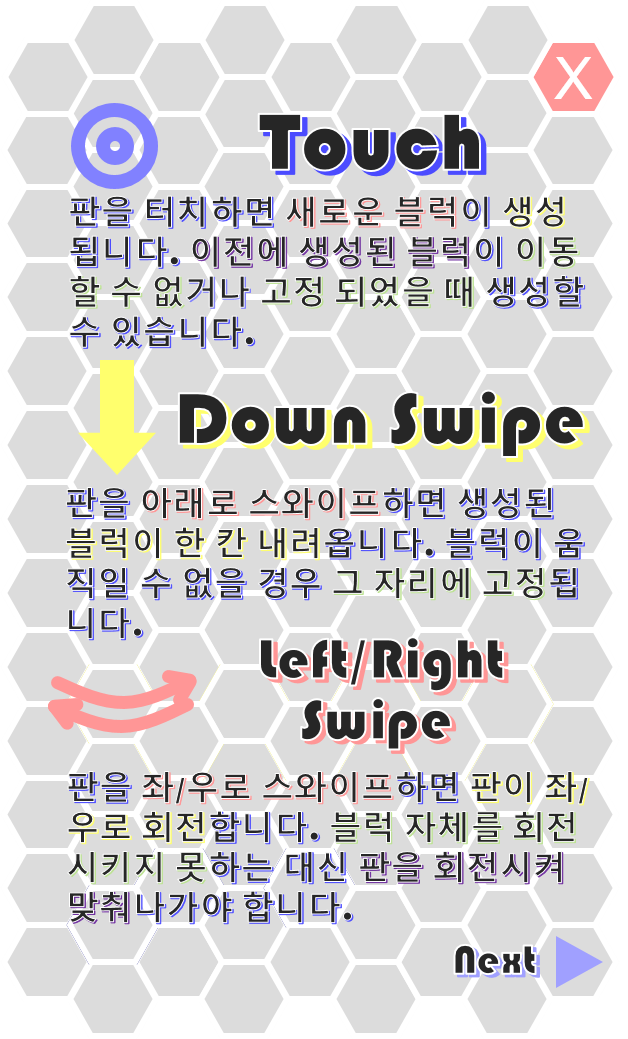 X
Touch
판을 터치하면 새로운 블럭이 생성
됩니다. 이전에 생성된 블럭이 이동
할 수 없거나 고정 되었을 때 생성할
수 있습니다.
Down Swipe
판을 아래로 스와이프하면 생성된
블럭이 한 칸 내려옵니다. 블럭이 움
직일 수 없을 경우 그 자리에 고정됩
니다.
Left/Right
Swipe
판을 좌/우로 스와이프하면 판이 좌/
우로 회전합니다. 블럭 자체를 회전
시키지 못하는 대신 판을 회전시켜
맞춰나가야 합니다.
Next